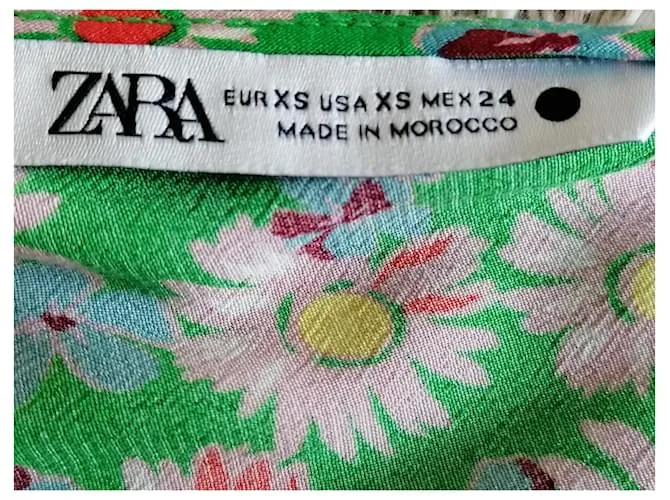 ZARA
EUR XS USA XS MEX 24
MADE IN MOROCCO